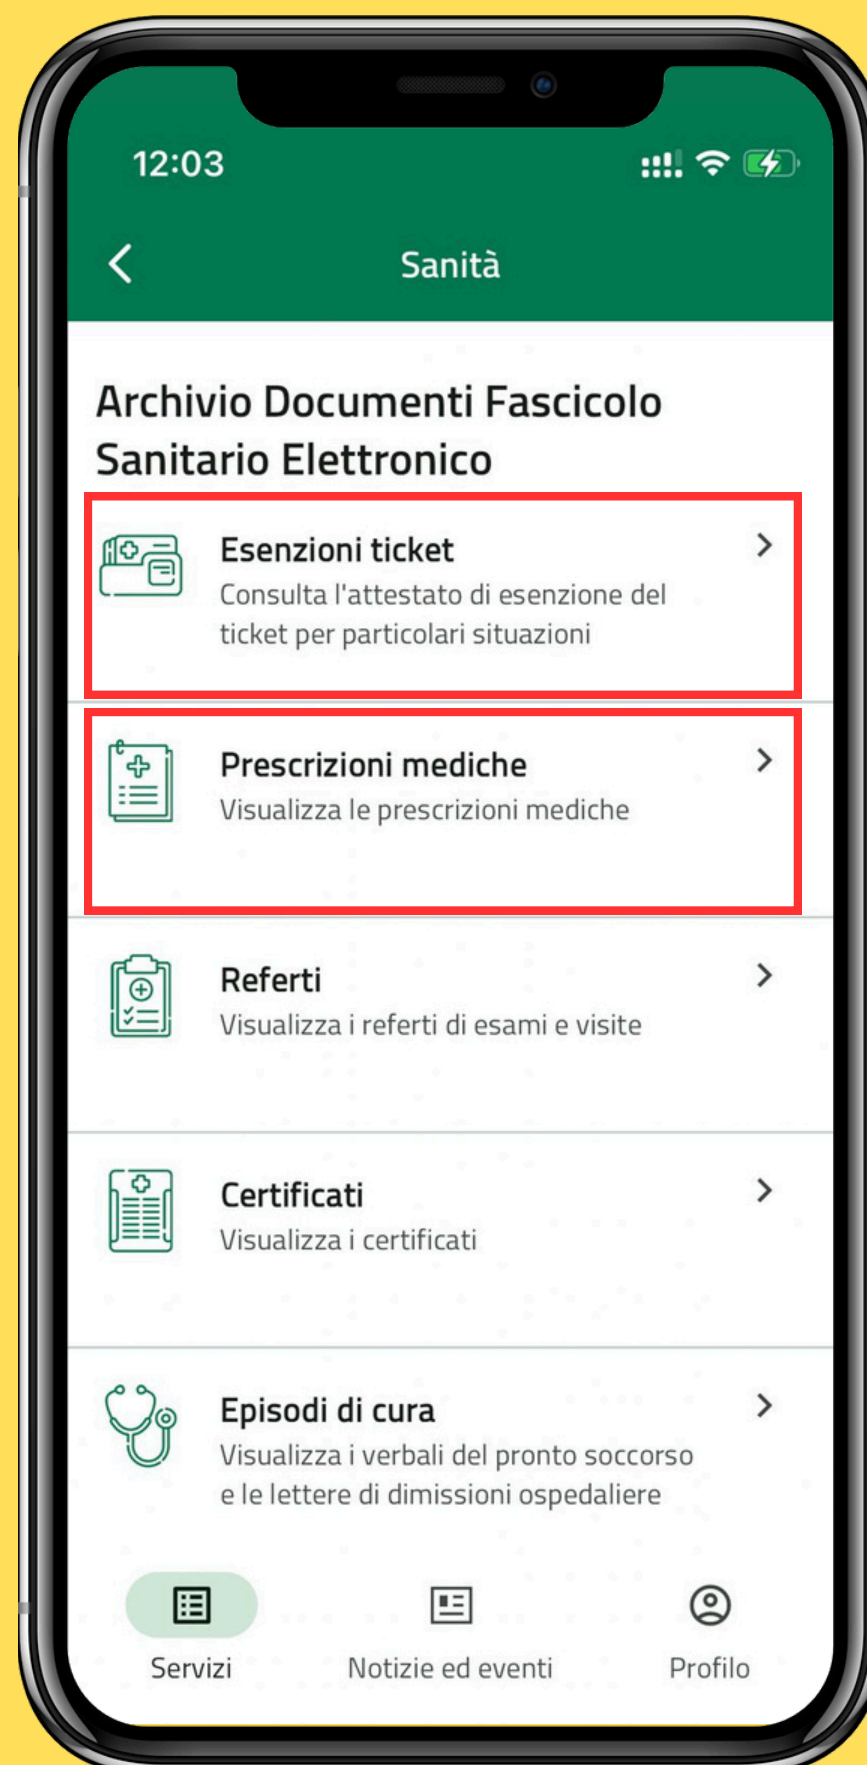 12:03
Sanità
Archivio Documenti Fascicolo
Sanitario Elettronico
Esenzioni ticket
Consulta l'attestato di esenzione del
ticket per particolari situazioni
Prescrizioni mediche
Visualizza le prescrizioni mediche
Referti
Visualizza i referti di esami e visite
Certificati
Visualizza i certificati
Episodi di cura
Visualizza i verbali del pronto soccorso
e le lettere di dimissioni ospedaliere
Servizi
Notizie ed eventi
Profilo